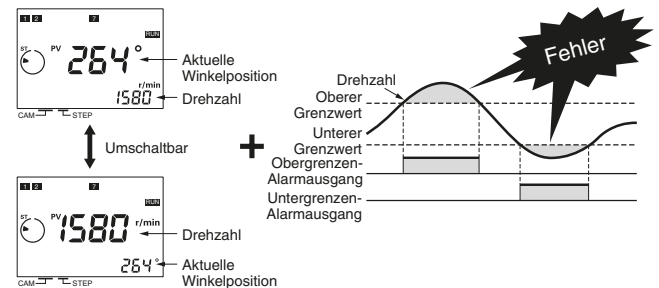 1 2 7
RUN
ST
PV 264°
r/min
1580
CAM STEP
Aktuelle
Winkelposition
Drehzahl
Umschaltbar
1 2 7
RUN
ST
PV 1580 r/min
264°
CAM STEP
Drehzahl
Aktuelle
Winkelposition
+
Fehler
Drehzahl
Oberer
Grenzwert
Unterer
Grenzwert
Obergrenzen-
Alarmausgang
Untergrenzen-
Alarmausgang